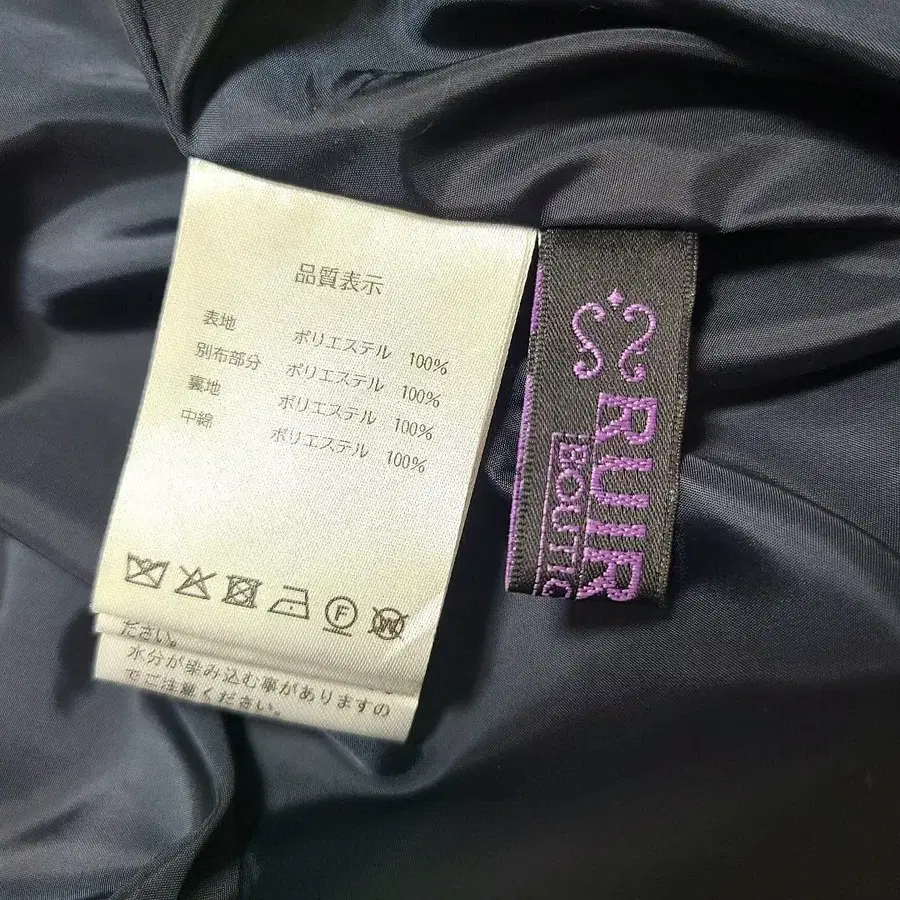 品質表示
表地 ポリエステル 100%
別布部分 ポリエステル 100%
裏地 ポリエステル 100%
中綿 ポリエステル 100%
F W
ださい。
水分が染み込む事がありますの
でご注意ください。
RUIR
BOUTIQ